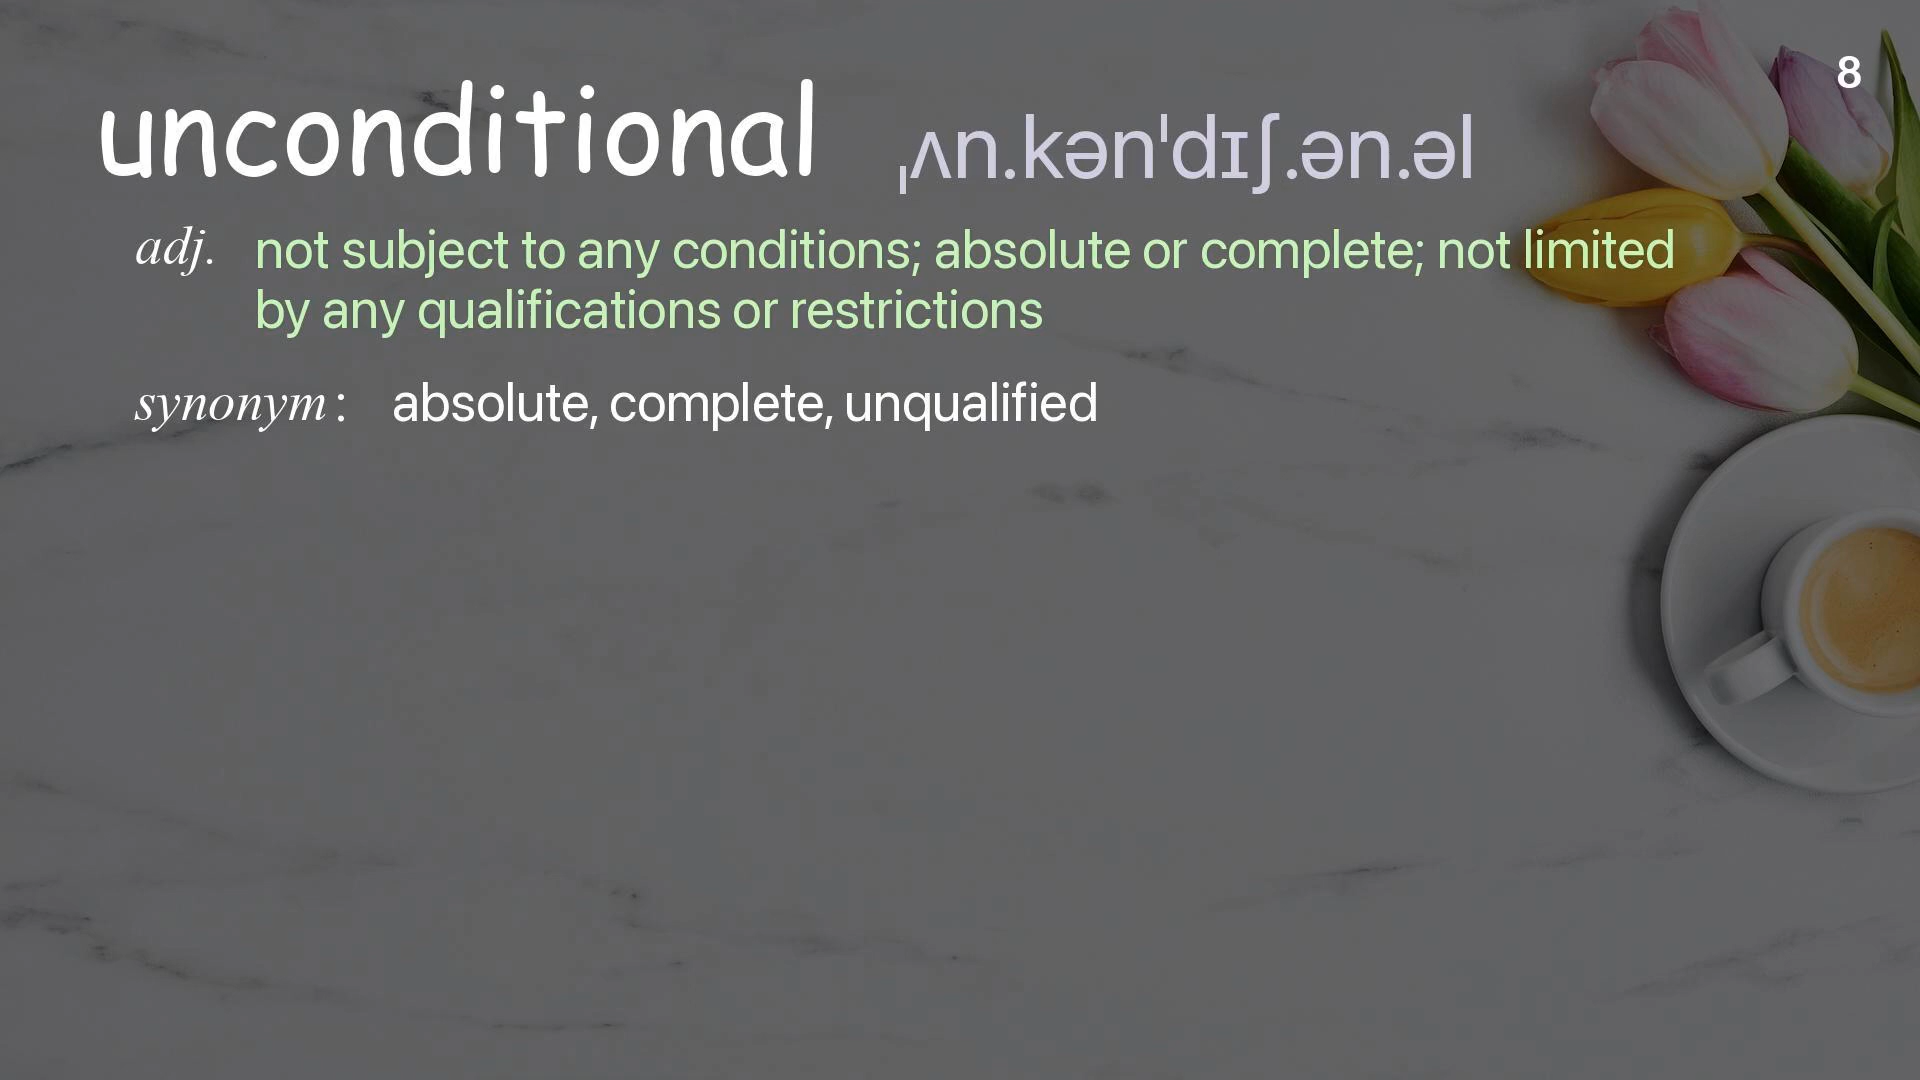 8
unconditional ˌʌn.kənˈdɪʃ.ən.əl
adj. not subject to any conditions; absolute or complete; not limited
by any qualifications or restrictions
synonym: absolute, complete, unqualified